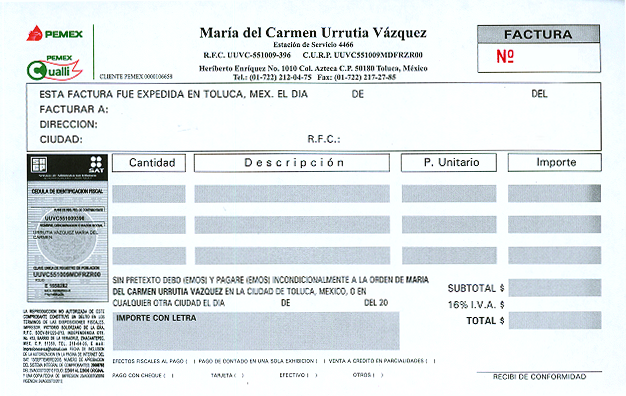 PEMEX
PEMEX
Cualli
CLIENTE PEMEX 0000106658
María del Carmen Urrutia Vázquez
Estación de Servicio 4466
R.F.C. UUVC-551009-396 C.U.R.P. UUVC551009MDFRZR00
Heriberto Enríquez No. 1010 Col. Azteca C.P. 50180 Toluca, México
Tel.: (01-722) 212-04-75 Fax: (01-722) 217-27-85
FACTURA
Nº
ESTA FACTURA FUE EXPEDIDA EN TOLUCA, MEX. EL DIA DE DEL
FACTURAR A:
DIRECCION:
CIUDAD: R.F.C.:
Cantidad Descripción P. Unitario Importe
SAT
CEDULA DE IDENTIFICACION FISCAL
UUVC551009396
URRUTIA VÁZQUEZ MARIA DEL CARMEN
UUVC551009MDFRZR00
SIN PRETEXTO DEBO (EMOS) Y PAGARE (EMOS) INCONDICIONALMENTE A LA ORDEN DE MARIA
DEL CARMEN URRUTIA VAZQUEZ EN LA CIUDAD DE TOLUCA, MEXICO, O EN
CUALQUIER OTRA CIUDAD EL DIA DE DEL 20
IMPORTE CON LETRA
SUBTOTAL $
16% I.V.A. $
TOTAL $
LA REPRODUCCION NO AUTORIZADA DE ESTE
COMPROBANTE CONSTITUYE UN DELITO EN LOS
TERMINOS DE LAS DISPOSICIONES FISCALES.
EFECTOS FISCALES AL PAGO ( ) PAGO DE CONTADO EN UNA SOLA EXHIBICION ( ) VENTA A CREDITO EN PARCIALIDADES ( )
PAGO CON CHEQUE ( ) TARJETA ( ) EFECTIVO ( ) OTROS ( )
RECIBI DE CONFORMIDAD